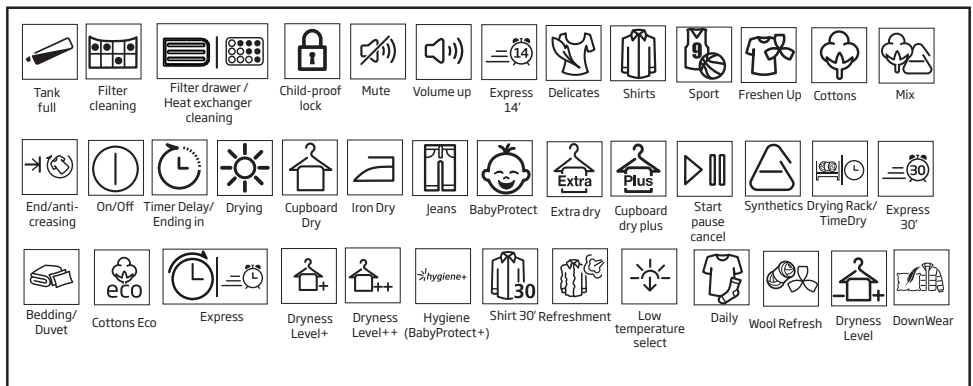 9
14
Tank
full
Filter
cleaning
Filter drawer /
Heat exchanger
cleaning
Child-proof
lock
Mute
Volume up
Express
14'
Delicates
Shirts
Sport
Freshen Up
Cottons
Mix
Extra
Plus
30
End/anti-
creasing
On/Off
Timer Delay/
Ending in
Drying
Cupboard
Dry
Iron Dry
Jeans
BabyProtect
Extra dry
Cupboard
dry plus
Start
pause
cancel
Synthetics
Drying Rack/
TimeDry
Express
30'
eco
+
++
hygiene+
30
- +
Bedding/
Duvet
Cottons Eco
Express
Dryness
Level+
Dryness
Level++
Hygiene
(BabyProtect+)
Shirt 30'
Refreshment
Low
temperature
select
Daily
Wool Refresh
Dryness
Level
DownWear